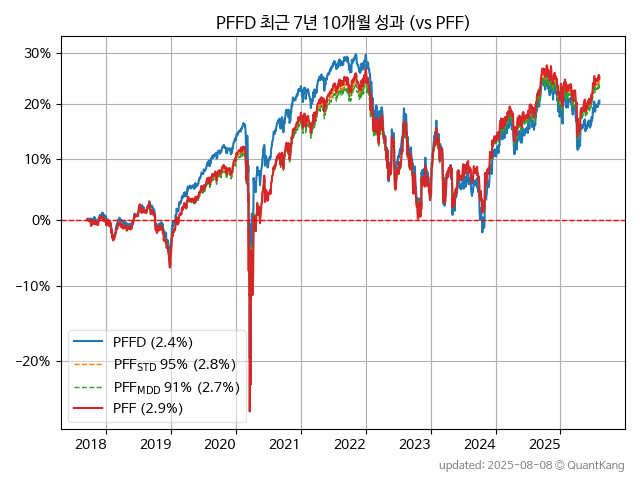 PFFD 최근 7년 10개월 성과 (vs PFF)
30%
20%
10%
0%
−10%
−20%
PFFD (2.4%)
PFF_STD 95% (2.8%)
PFF_MDD 91% (2.7%)
PFF (2.9%)
2018 2019 2020 2021 2022 2023 2024 2025
updated: 2025-08-08 © QuantKang